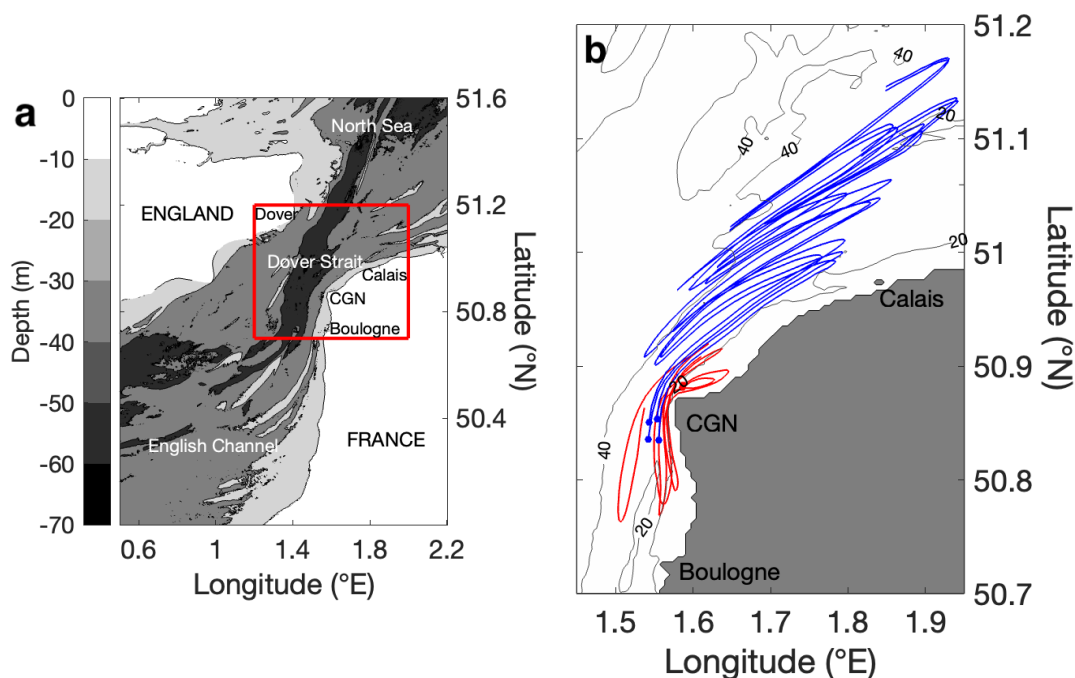 a
0
-10
-20
-30
-40
-50
-60
-70
Depth (m)
North Sea
ENGLAND
Dover
Dover Strait
Calais
CGN
Boulogne
English Channel
FRANCE
51.6
51.2
50.8
50.4
Latitude (°N)
0.6 1 1.4 1.8 2.2
Longitude (°E)
b
40
20
40
40
20
20
40
20
Calais
CGN
Boulogne
51.2
51.1
51
50.9
50.8
50.7
Latitude (°N)
1.5 1.6 1.7 1.8 1.9
Longitude (°E)